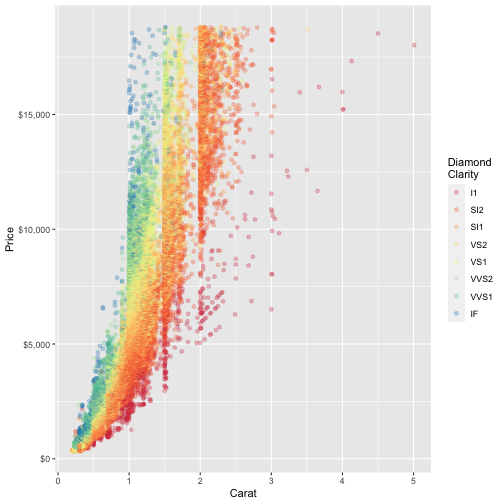 $15,000
$10,000
$5,000
$0
Price
0 1 2 3 4 5
Carat
Diamond
Clarity
I1
SI2
SI1
VS2
VS1
VVS2
VVS1
IF